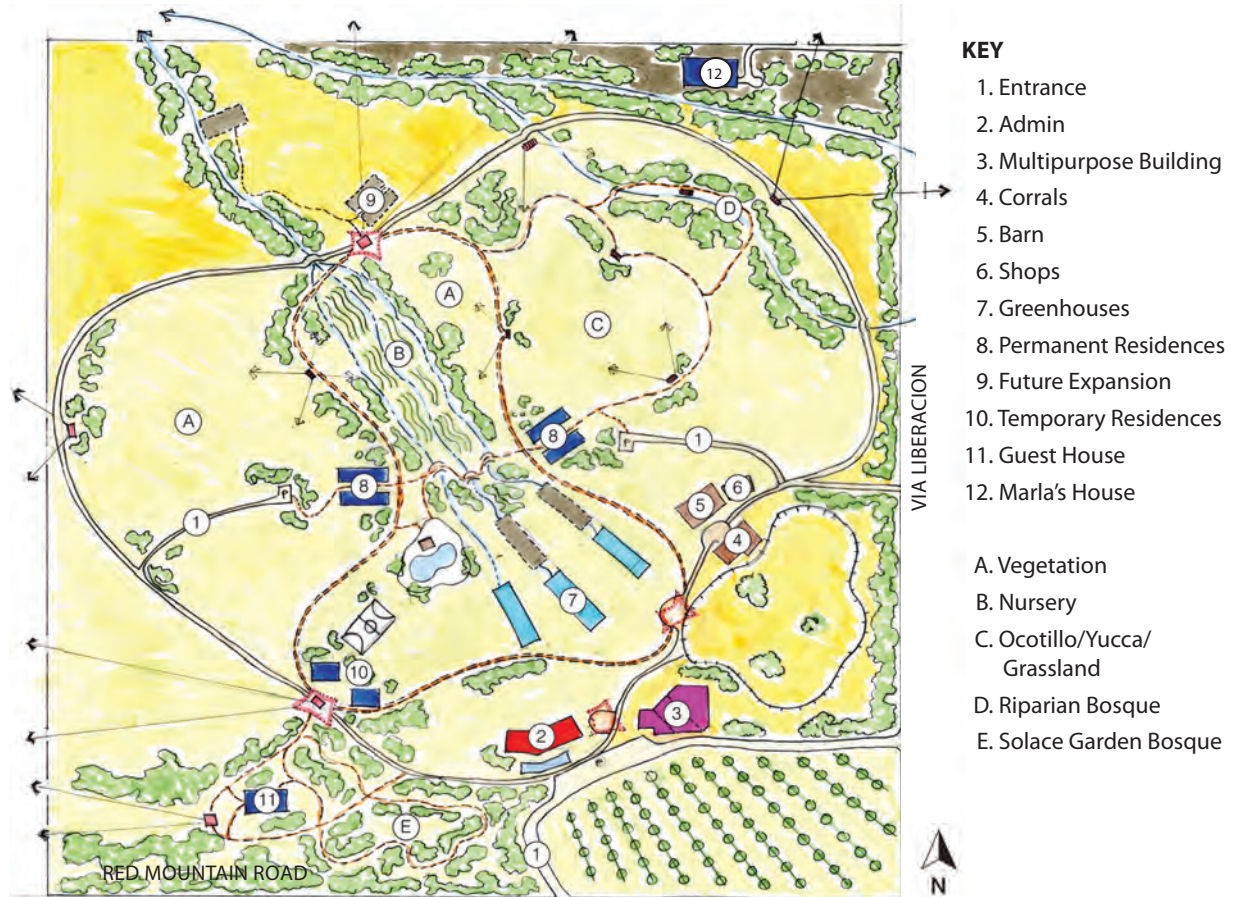 12
9
D
A
C
B
A
8
1
8
1
5
6
4
7
P
P
10
2
3
11
E
1
RED MOUNTAIN ROAD
VIA LIBERACION
N
KEY
1. Entrance
2. Admin
3. Multipurpose Building
4. Corrals
5. Barn
6. Shops
7. Greenhouses
8. Permanent Residences
9. Future Expansion
10. Temporary Residences
11. Guest House
12. Marla's House
A. Vegetation
B. Nursery
C. Ocotillo/Yucca/
Grassland
D. Riparian Bosque
E. Solace Garden Bosque